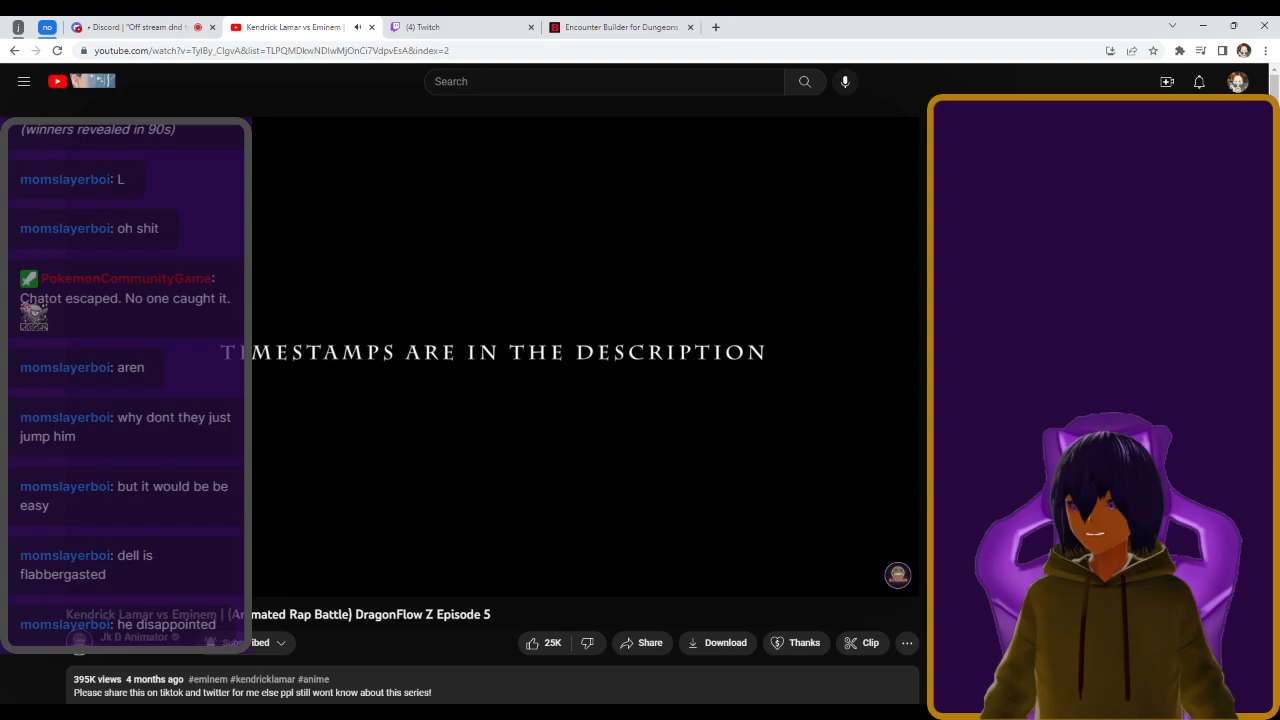 j
no
• Discord | "Off stream dnd t
Kendrick Lamar vs Eminem |
(4) Twitch
Encounter Builder for Dungeons
youtube.com/watch?v=TylBy_CIgvA&list=TLPQMDkwNDIwMjOnCi7VdpvEsA&index=2
Search
(winners revealed in 90s)
momslayerboi: L
momslayerboi: oh shit
PokemonCommunityGame:
Chatot escaped. No one caught it.
momslayerboi: aren
momslayerboi: why dont they just
jump him
momslayerboi: but it would be be
easy
momslayerboi: dell is
flabbergasted
momslayerboi: he disappointed
TIMESTAMPS ARE IN THE DESCRIPTION
Kendrick Lamar vs Eminem | (Animated Rap Battle) DragonFlow Z Episode 5
Jk D Animator
Subscribed
25K
Share
Download
Thanks
Clip
395K views 4 months ago #eminem #kendricklamar #anime
Please share this on tiktok and twitter for me else ppl still wont know about this series!